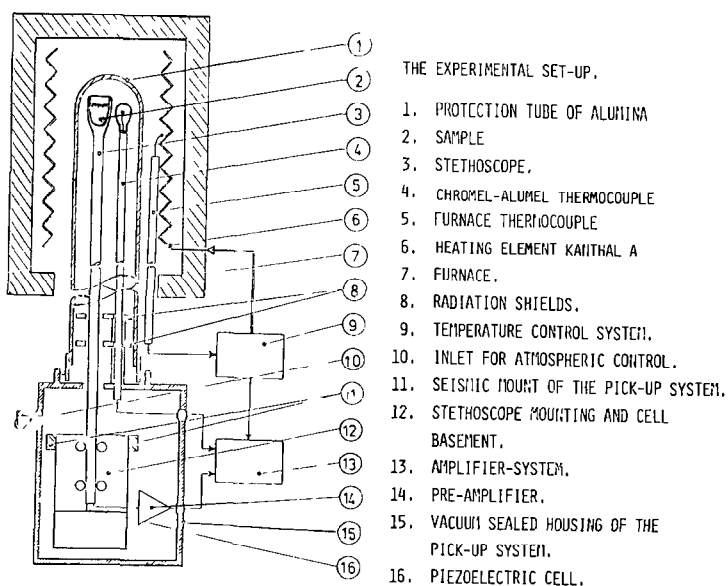 THE EXPERIMENTAL SET-UP.
1. PROTECTION TUBE OF ALUMINA
2. SAMPLE
3. STETHOSCOPE.
4. CHROMEL-ALUMEL THERMOCOUPLE
5. FURNACE THERMOCOUPLE
6. HEATING ELEMENT KANTHAL A
7. FURNACE.
8. RADIATION SHIELDS.
9. TEMPERATURE CONTROL SYSTEM.
10. INLET FOR ATMOSPHERIC CONTROL.
11. SEISMIC MOUNT OF THE PICK-UP SYSTEM.
12. STETHOSCOPE MOUNTING AND CELL
BASEMENT.
13. AMPLIFIER-SYSTEM.
14. PRE-AMPLIFIER.
15. VACUUM SEALED HOUSING OF THE
PICK-UP SYSTEM.
16. PIEZOELECTRIC CELL.
1
2
3
4
5
6
7
8
9
10
11
12
13
14
15
16